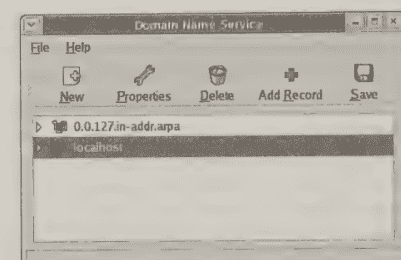 Domain Name Service
File Help
New Properties Delete Add Record Save
0.0.127.in-addr.arpa
localhost